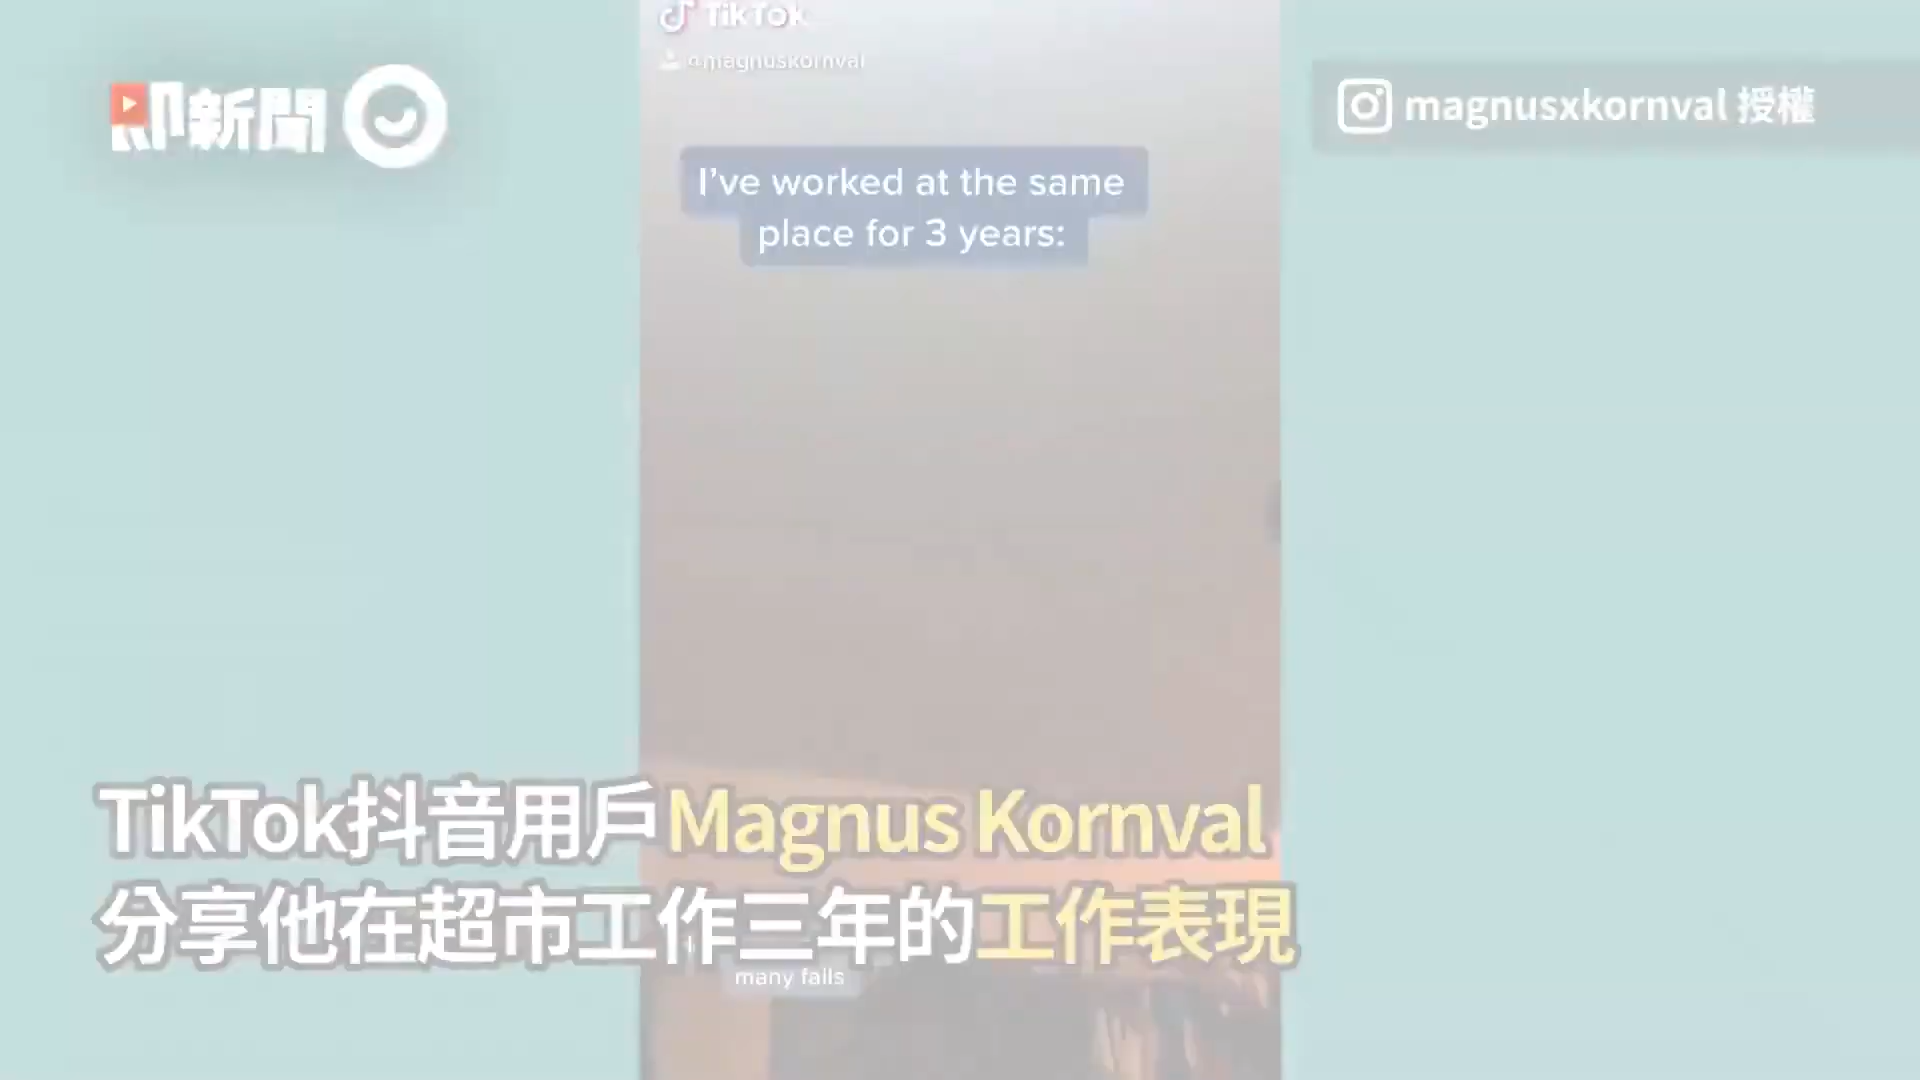 TikTok
@magnuskornval
即新聞
magnusxkornval 授權
I've worked at the same
place for 3 years:
TikTok抖音用戶Magnus Kornval
分享他在超市工作三年的工作表現
many falls